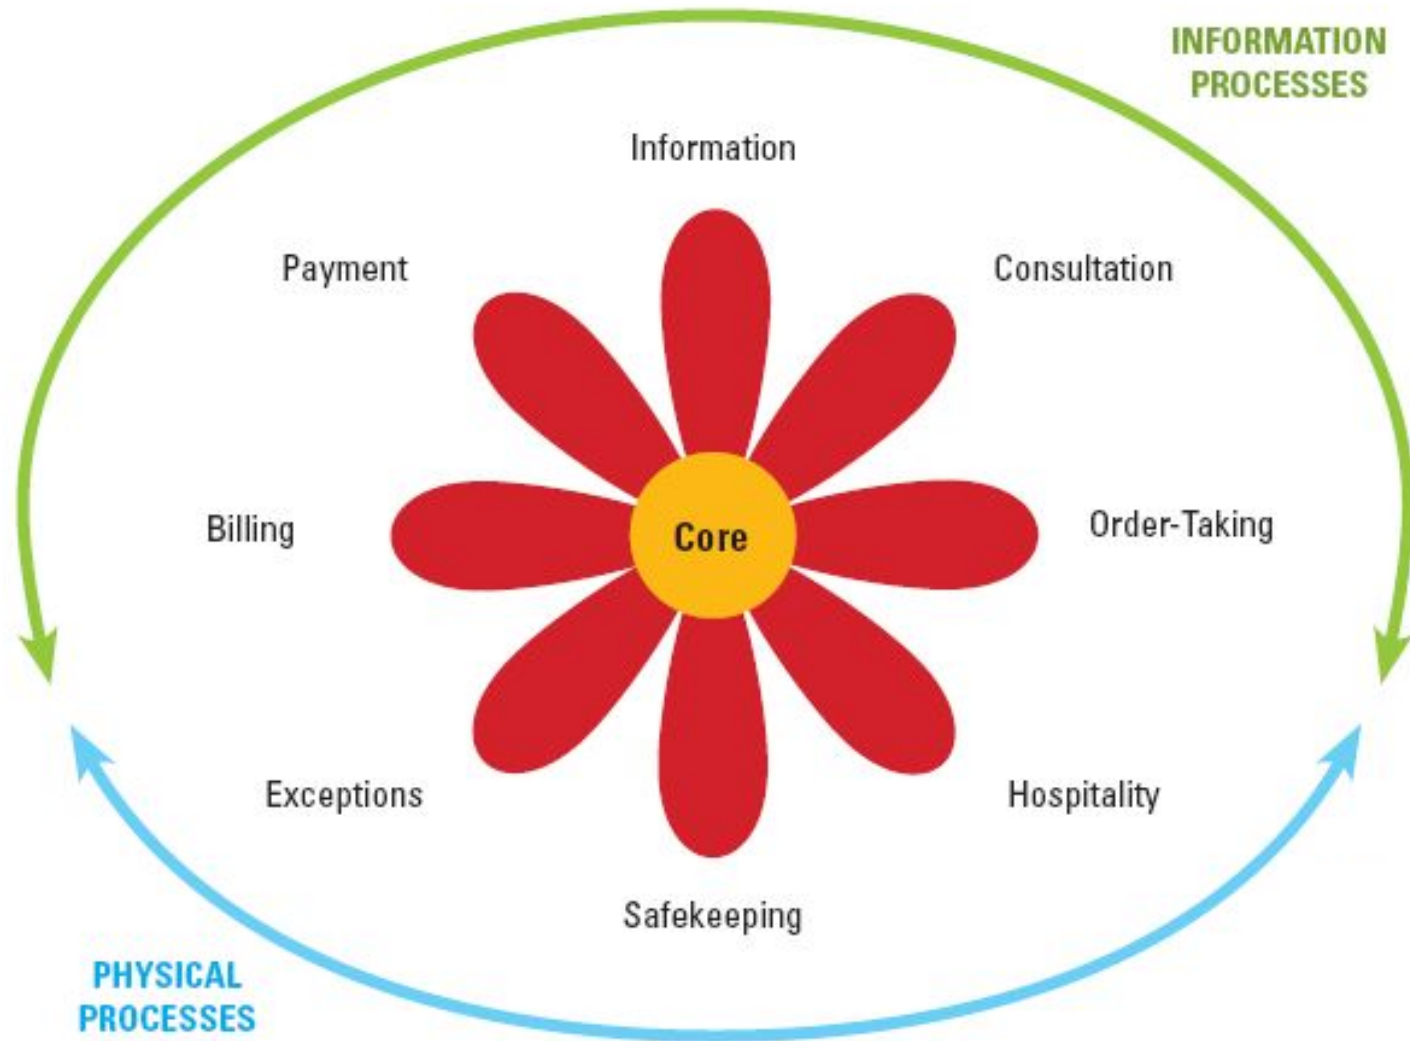 INFORMATION
PROCESSES
Information
Payment
Consultation
Billing
Core
Order-Taking
Exceptions
Hospitality
Safekeeping
PHYSICAL
PROCESSES